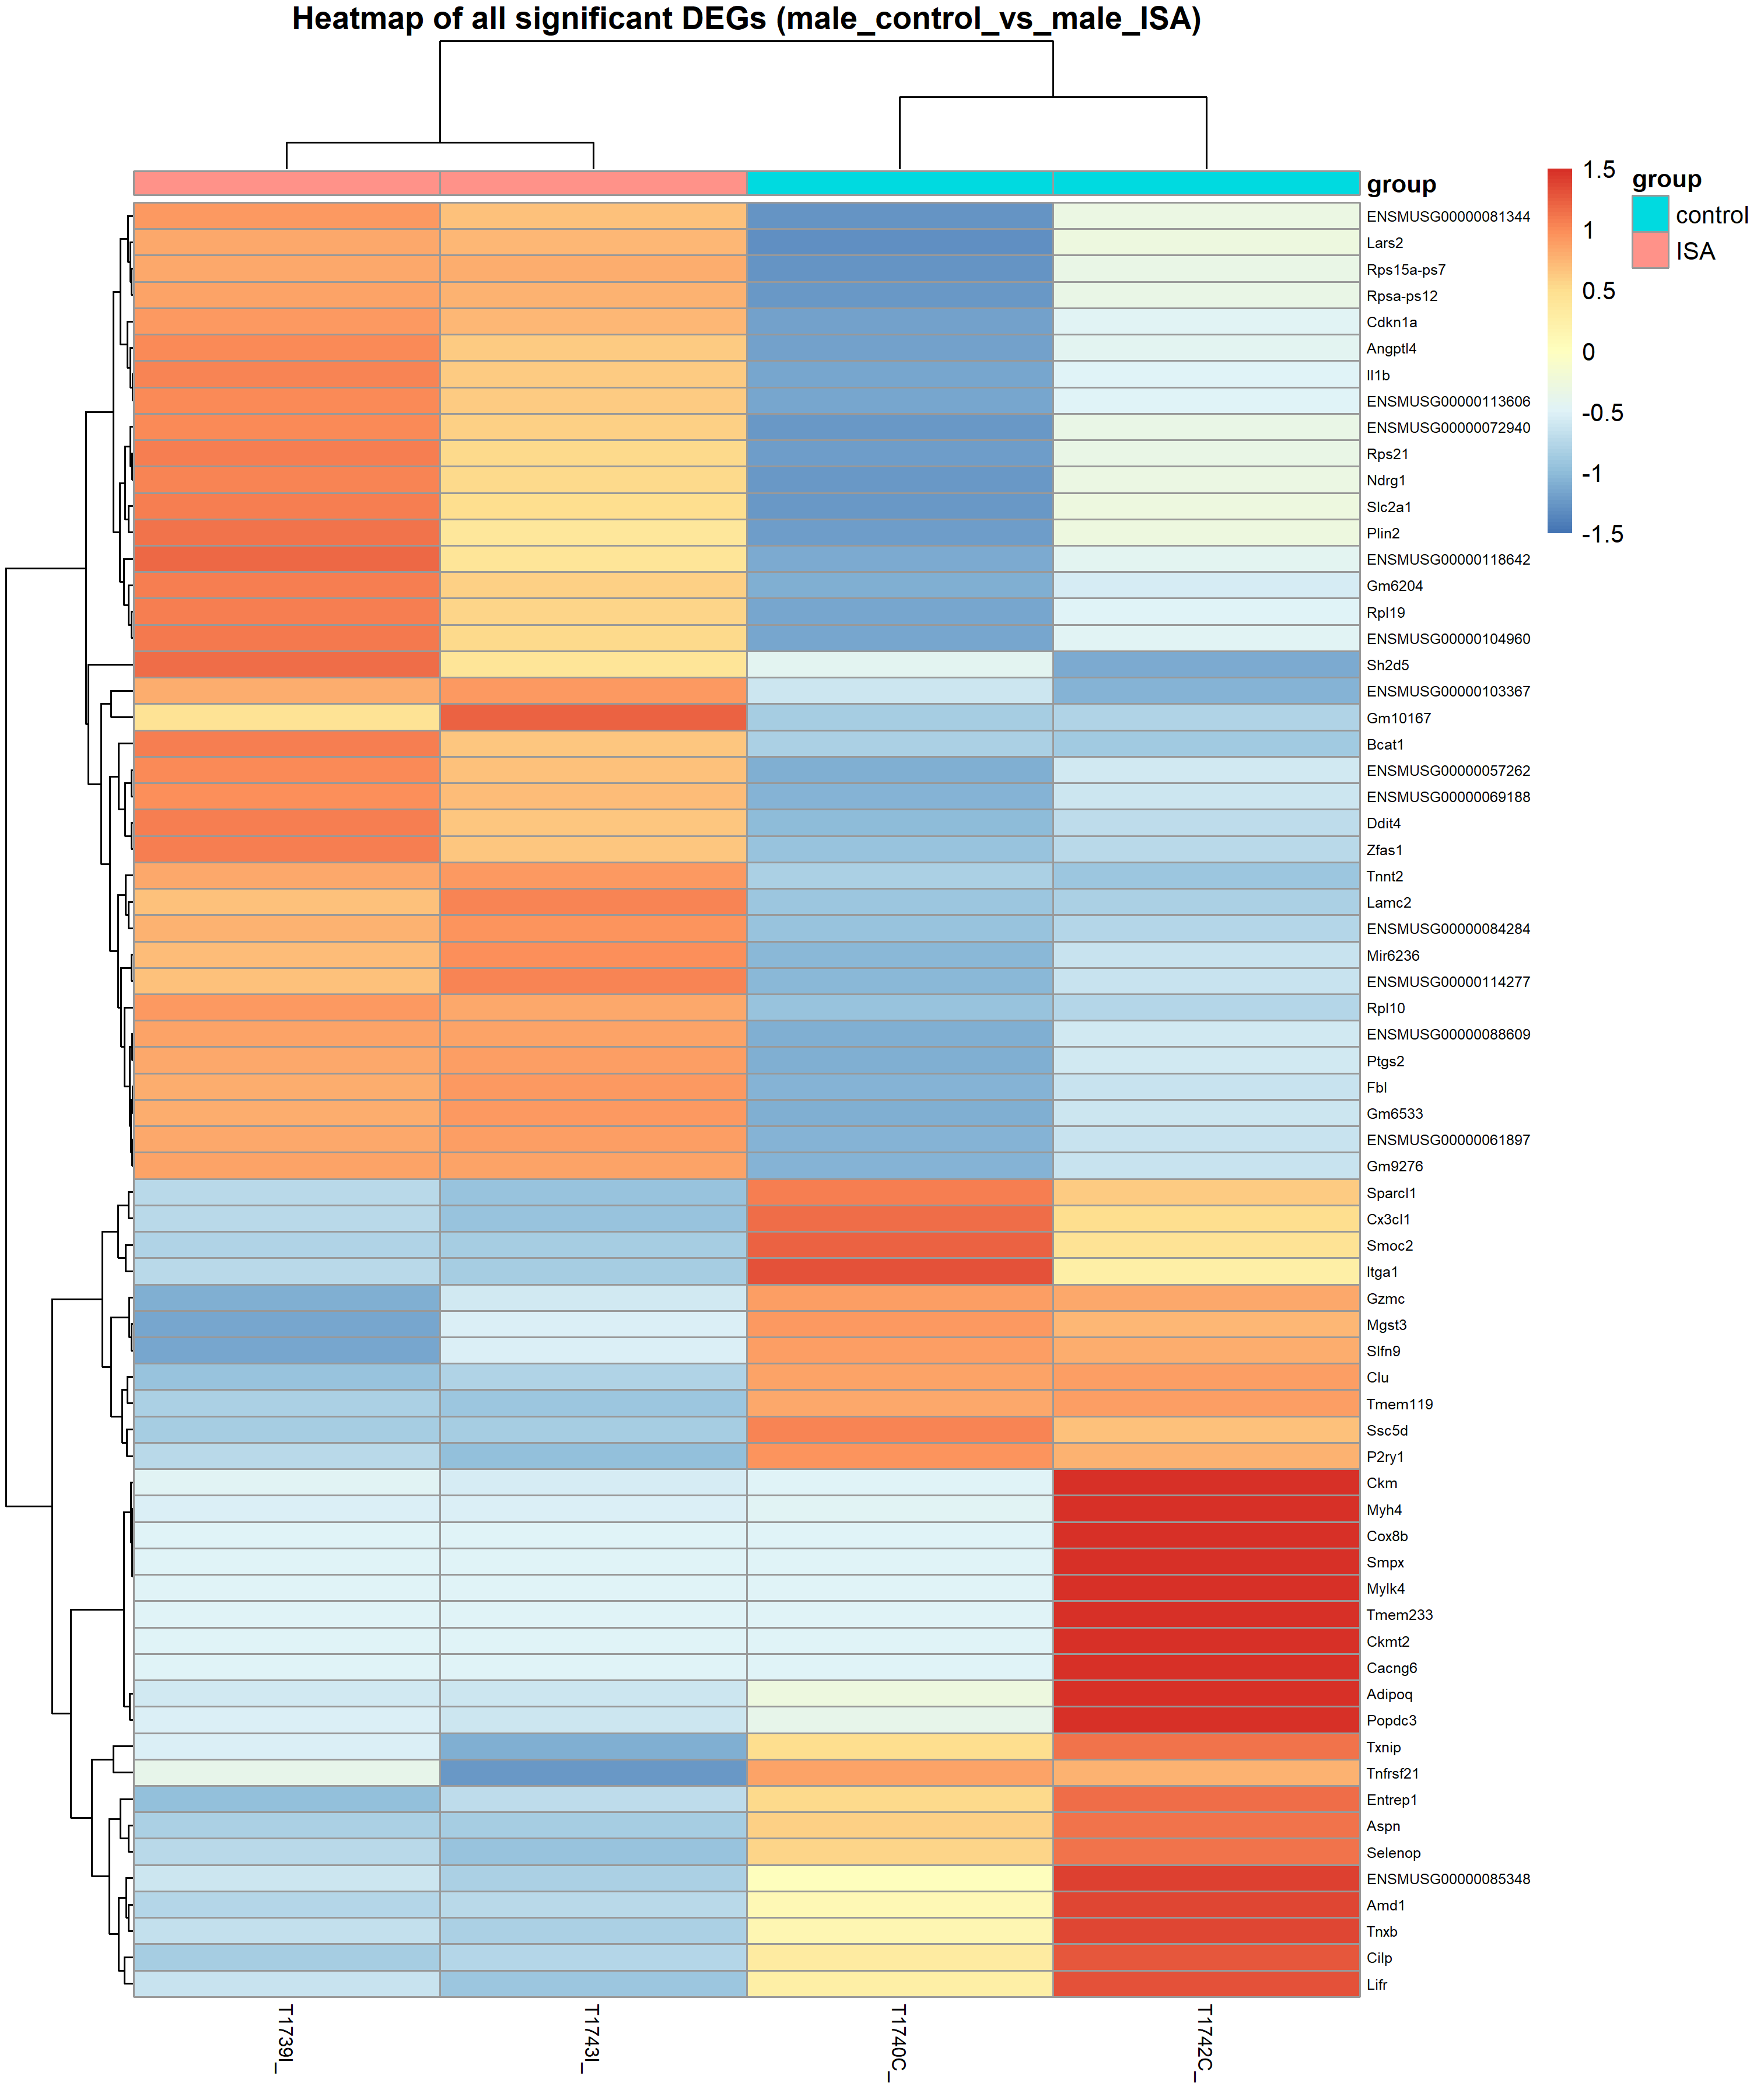 Heatmap of all significant DEGs (male_control_vs_male_ISA)
group
ENSMUSG00000081344
Lars2
Rps15a-ps7
Rpsa-ps12
Cdkn1a
Angptl4
Il1b
ENSMUSG00000113606
ENSMUSG00000072940
Rps21
Ndrg1
Slc2a1
Plin2
ENSMUSG00000118642
Gm6204
Rpl19
ENSMUSG00000104960
Sh2d5
ENSMUSG00000103367
Gm10167
Bcat1
ENSMUSG00000057262
ENSMUSG00000069188
Ddit4
Zfas1
Tnnt2
Lamc2
ENSMUSG00000084284
Mir6236
ENSMUSG00000114277
Rpl10
ENSMUSG00000088609
Ptgs2
Fbl
Gm6533
ENSMUSG00000061897
Gm9276
Sparcl1
Cx3cl1
Smoc2
Itga1
Gzmc
Mgst3
Slfn9
Clu
Tmem119
Ssc5d
P2ry1
Ckm
Myh4
Cox8b
Smpx
Mylk4
Tmem233
Ckmt2
Cacng6
Adipoq
Popdc3
Txnip
Tnfrsf21
Entrep1
Aspn
Selenop
ENSMUSG00000085348
Amd1
Tnxb
Cilp
Lifr
T1739I_
T1743I_
T1740C_
T1742C_
1.5
1
0.5
0
-0.5
-1
-1.5
group
control
ISA